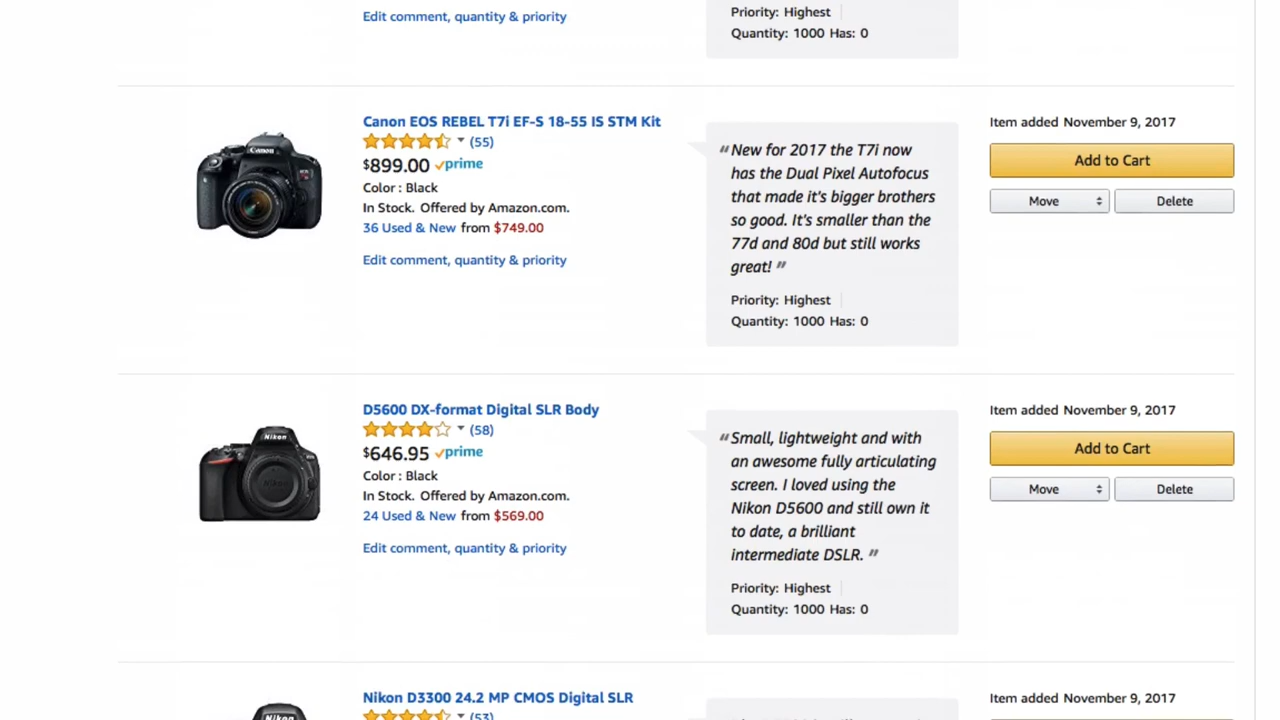 Edit comment, quantity & priority
Priority: Highest
Quantity: 1000 Has: 0
Canon EOS REBEL T7i EF-S 18-55 IS STM Kit
(55)
$899.00 prime
Color : Black
In Stock. Offered by Amazon.com.
36 Used & New from $749.00
Edit comment, quantity & priority
Canon
"New for 2017 the T7i now
has the Dual Pixel Autofocus
that made it's bigger brothers
so good. It's smaller than the
77d and 80d but still works
great! "
Priority: Highest
Quantity: 1000 Has: 0
Item added November 9, 2017
Add to Cart
Move
Delete
D5600 DX-format Digital SLR Body
(58)
$646.95 prime
Color : Black
In Stock. Offered by Amazon.com.
24 Used & New from $569.00
Edit comment, quantity & priority
Nikon
"Small, lightweight and with
an awesome fully articulating
screen. I loved using the
Nikon D5600 and still own it
to date, a brilliant
intermediate DSLR. "
Priority: Highest
Quantity: 1000 Has: 0
Item added November 9, 2017
Add to Cart
Move
Delete
Nikon D3300 24.2 MP CMOS Digital SLR
(53)
Nikon
Item added November 9, 2017